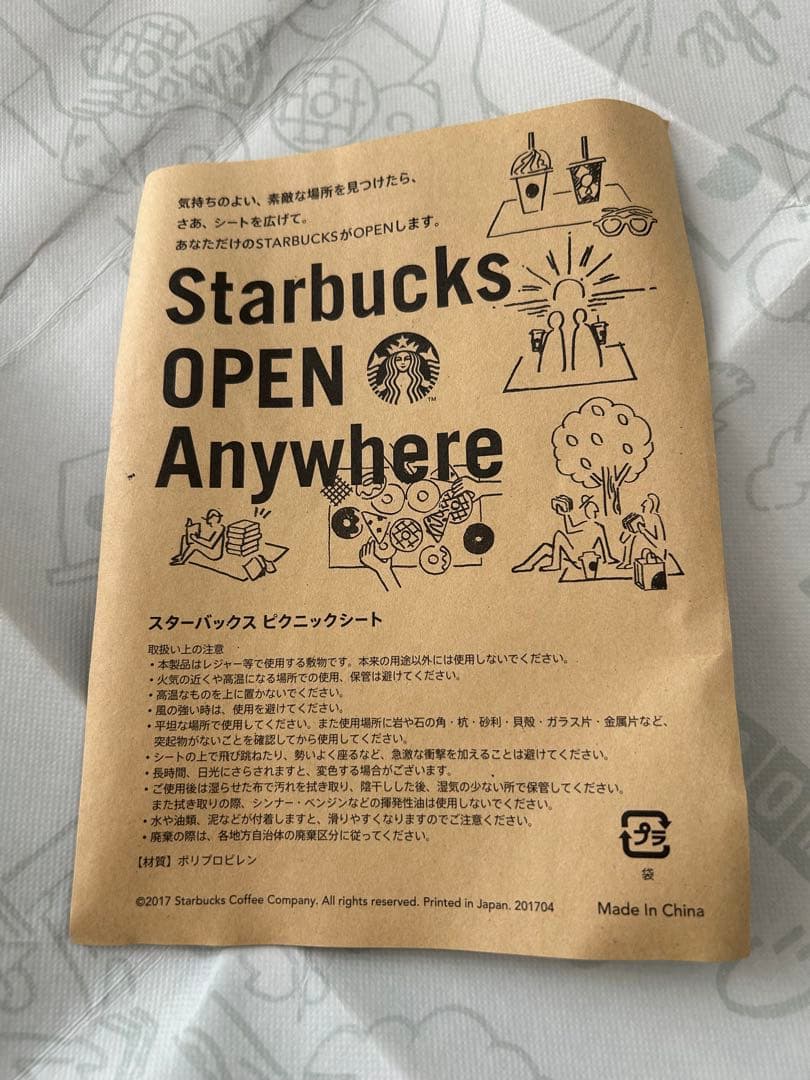 気持ちのよい、素敵な場所を見つけたら、
さあ、シートを広げて。
あなただけのSTARBUCKSがOPENします。
Starbucks
OPEN
TM
Anywhere
スターバックス ピクニックシート
取扱い上の注意
・本製品はレジャー等で使用する敷物です。本来の用途以外には使用しないでください。
・火気の近くや高温になる場所での使用、保管は避けてください。
・高温なものを上に置かないでください。
・風の強い時は、使用を避けてください。
・平坦な場所で使用してください。また使用場所に岩や石の角・杭・砂利・貝殻・ガラス片・金属片など、
突起物がないことを確認してから使用してください。
・シートの上で飛び跳ねたり、勢いよく座るなど、急激な衝撃を加えることは避けてください。
・長時間、日光にさらされますと、変色する場合がございます。
・ご使用後は湿らせた布で汚れを拭き取り、陰干しした後、湿気の少ない所で保管してください。
また拭き取りの際、シンナー・ベンジンなどの揮発性油は使用しないでください。
・水や油類、泥などが付着しますと、滑りやすくなりますのでご注意ください。
・廃棄の際は、各地方自治体の廃棄区分に従ってください。
【材質】ポリプロピレン
プラ
袋
©2017 Starbucks Coffee Company. All rights reserved. Printed in Japan. 201704
Made In China